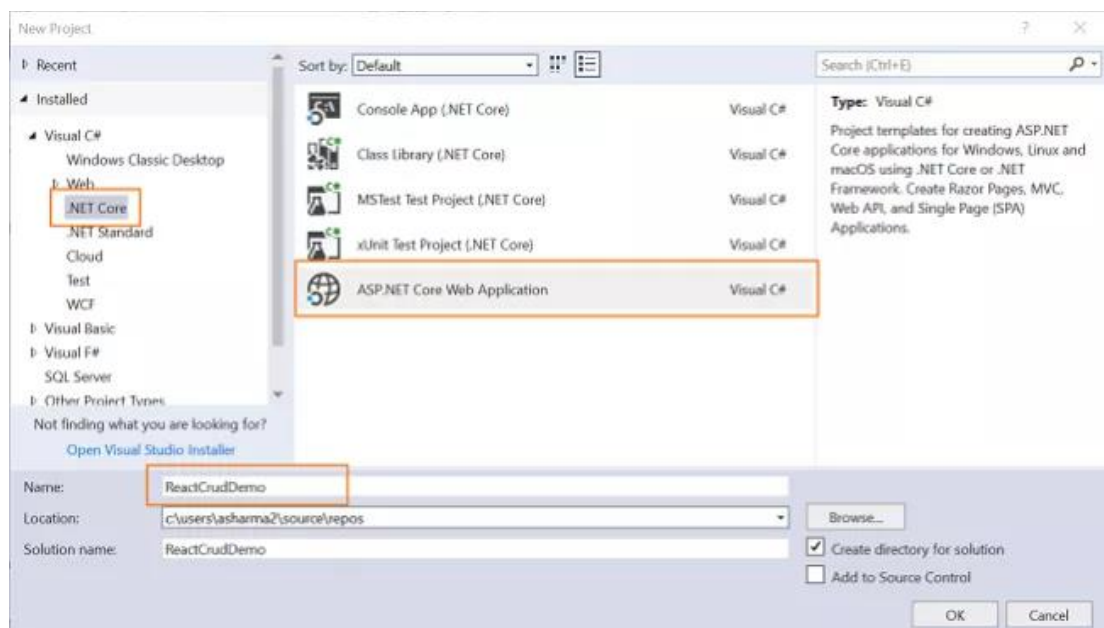 New Project
?
Recent
Installed
Visual C#
Windows Classic Desktop
Web
.NET Core
.NET Standard
Cloud
Test
WCF
Visual Basic
Visual F#
SQL Server
Other Project Types
Not finding what you are looking for?
Open Visual Studio Installer
Sort by: Default
Console App (.NET Core) Visual C#
Class Library (.NET Core) Visual C#
MSTest Test Project (.NET Core) Visual C#
xUnit Test Project (.NET Core) Visual C#
ASP.NET Core Web Application Visual C#
Search (Ctrl+E)
Type: Visual C#
Project templates for creating ASP.NET
Core applications for Windows, Linux and
macOS using .NET Core or .NET
Framework. Create Razor Pages, MVC,
Web API, and Single Page (SPA)
Applications.
Name: ReactCrudDemo
Location: c:\users\asharma2\source\repos
Browse...
Solution name: ReactCrudDemo
Create directory for solution
Add to Source Control
OK Cancel